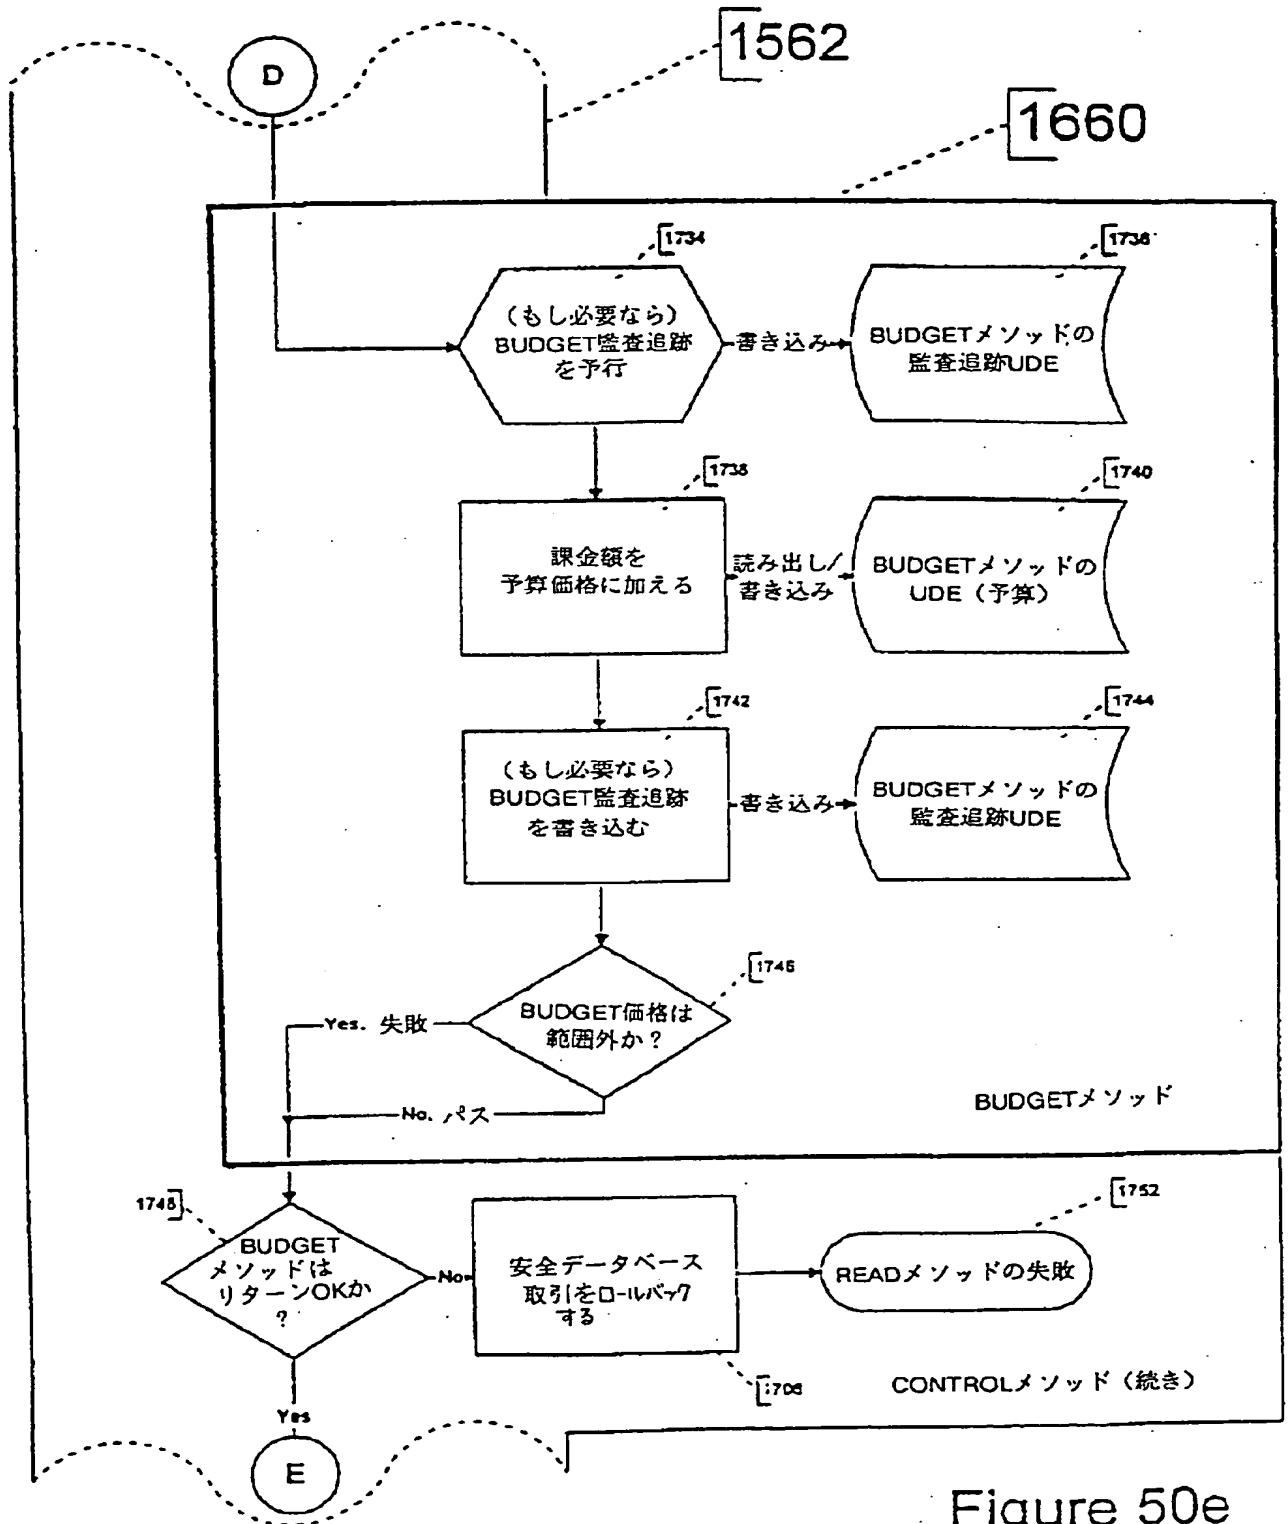 1562
D
1660
1734
(もし必要なら)
BUDGET監査追跡
を予行
書き込み
1736
BUDGETメソッドの
監査追跡UDE
1738
課金額を
予算価格に加える
読み出し/
書き込み
1740
BUDGETメソッドの
UDE(予算)
1742
(もし必要なら)
BUDGET監査追跡
を書き込む
書き込み
1744
BUDGETメソッドの
監査追跡UDE
1746
BUDGET価格は
範囲外か?
Yes. 失敗
No. パス
BUDGETメソッド
1748
BUDGET
メソッドは
リターンOKか
?
No
安全データベース
取引をロールバック
する
1752
READメソッドの失敗
CONTROLメソッド(続き)
Yes
E
Figure 50e